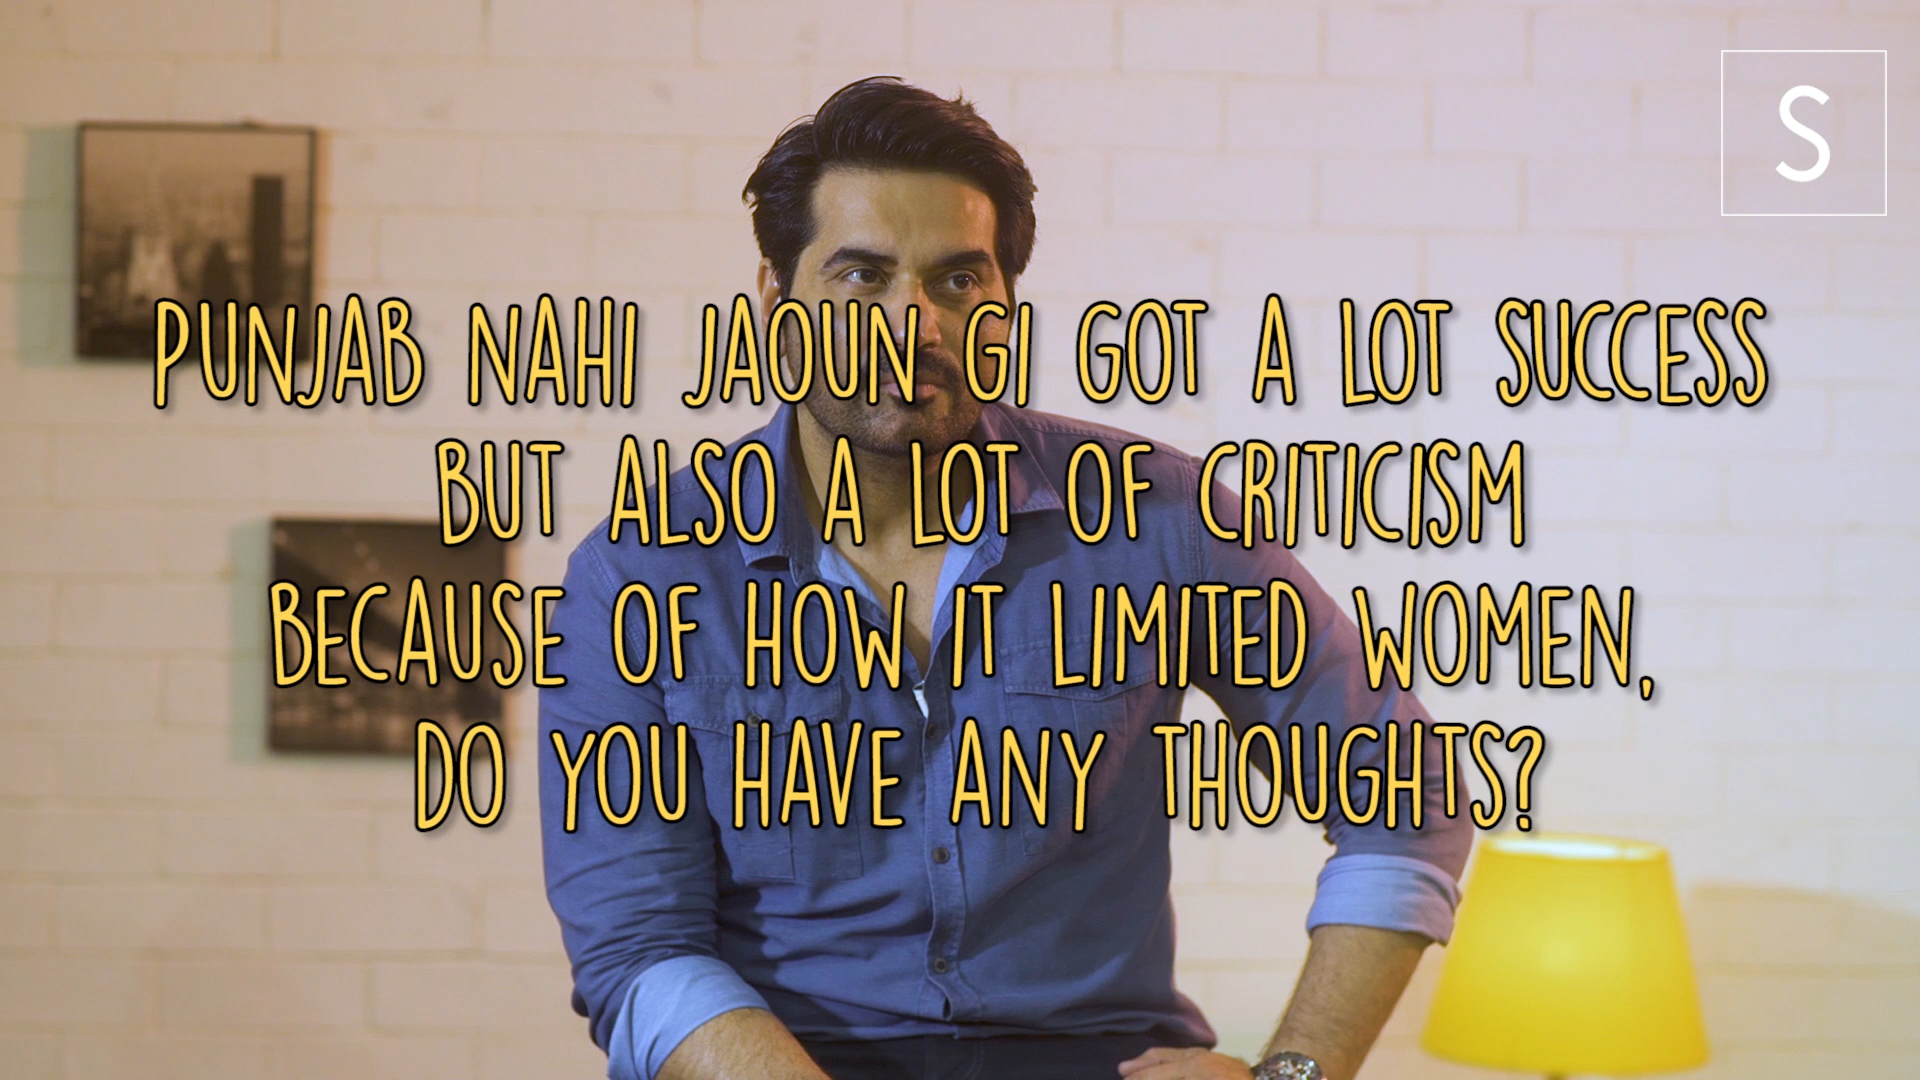 S
PUNJAB NAHI JAOUN GI GOT A LOT SUCCESS
BUT ALSO A LOT OF CRITICISM
BECAUSE OF HOW IT LIMITED WOMEN,
DO YOU HAVE ANY THOUGHTS?